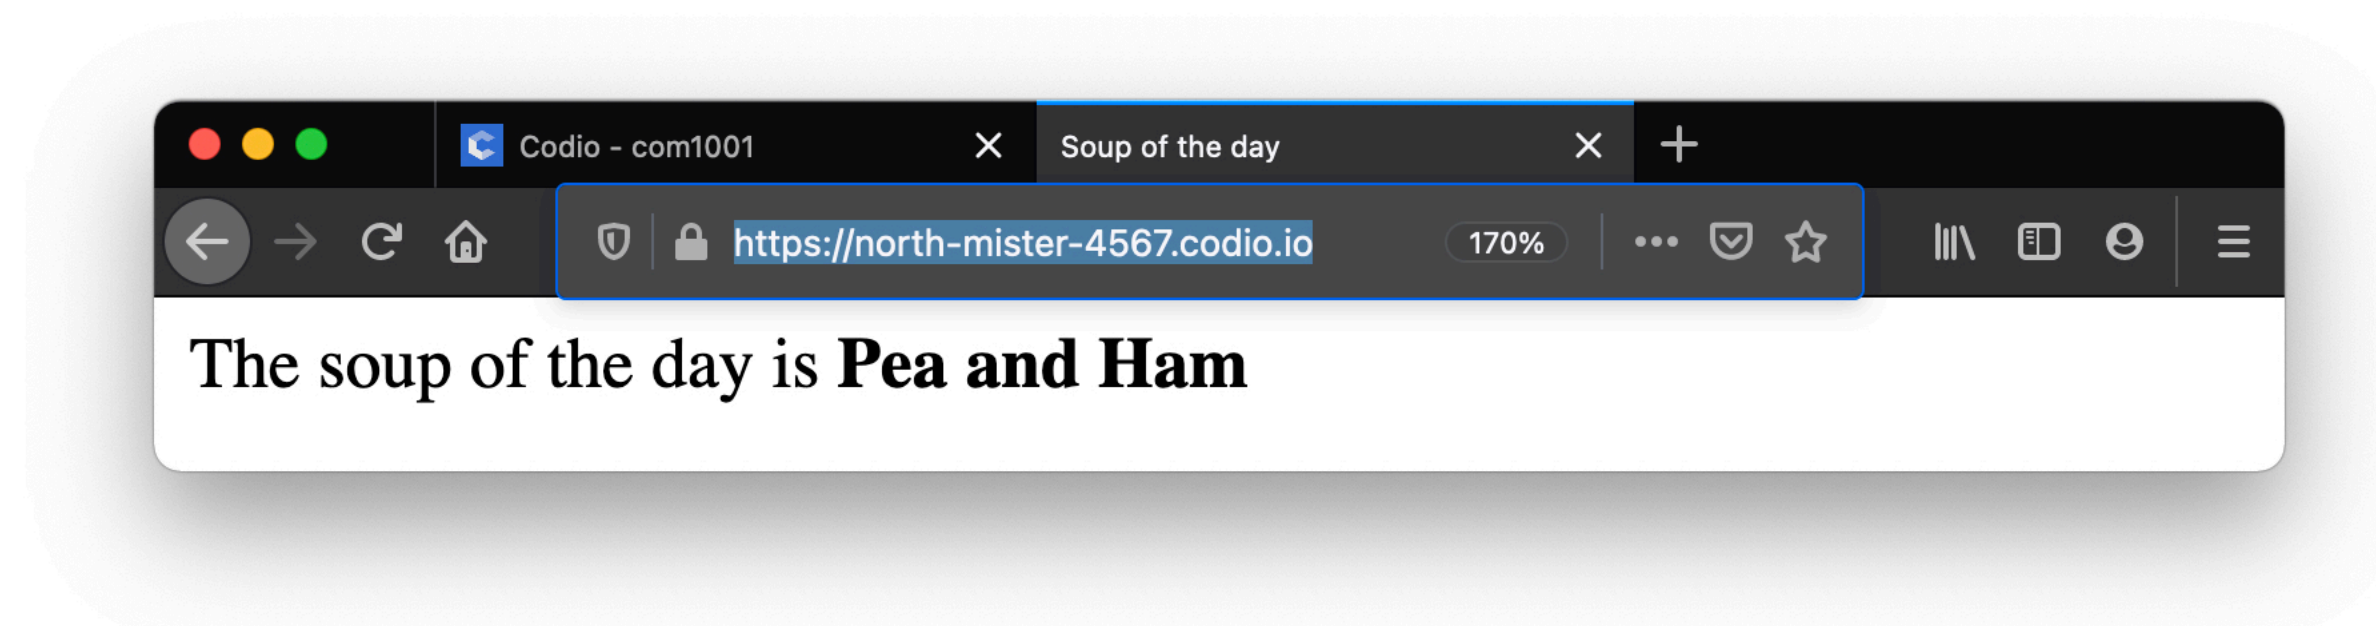 Codio - com1001
Soup of the day
https://north-mister-4567.codio.io
170%
The soup of the day is Pea and Ham